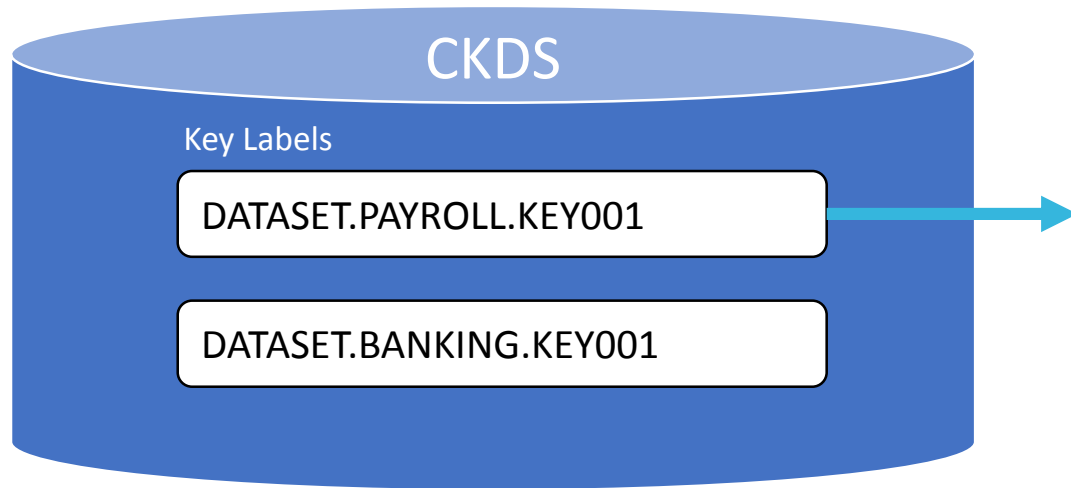 CKDS
Key Labels
DATASET.PAYROLL.KEY001
DATASET.BANKING.KEY001